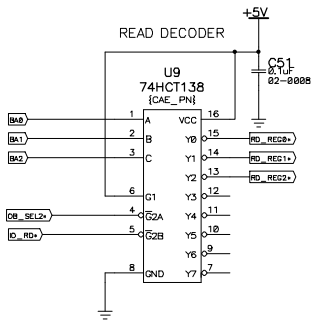 +5V
READ DECODER
C51
0.1uF
02-0008
U9
74HCT138
{CAE_PN}
BA0 1 A VCC 16
BA1 2 B Y0 15 RD_REG0*
BA2 3 C Y1 14 RD_REG1*
Y2 13 RD_REG2*
6 G1 Y3 12
OB_SEL2* 4 G2A Y4 11
IO_RD* 5 G2B Y5 10
Y6 9
8 GND Y7 7